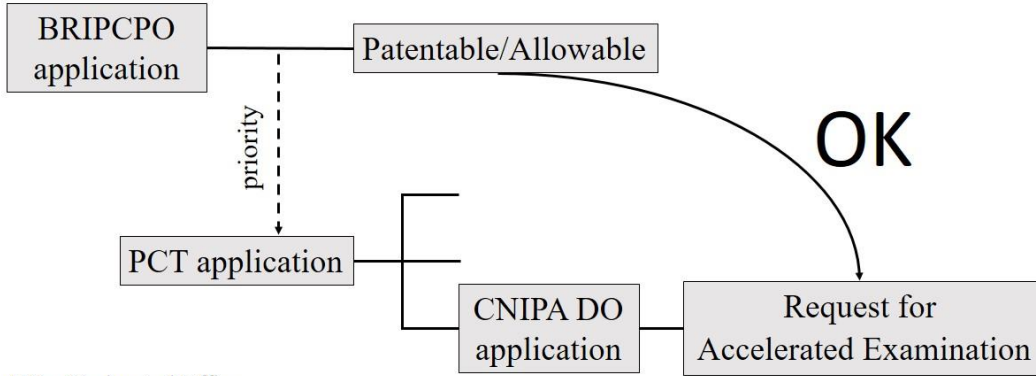 BRIPCPO
application
Patentable/Allowable
OK
priority
PCT application
CNIPA DO
application
Request for
Accelerated Examination